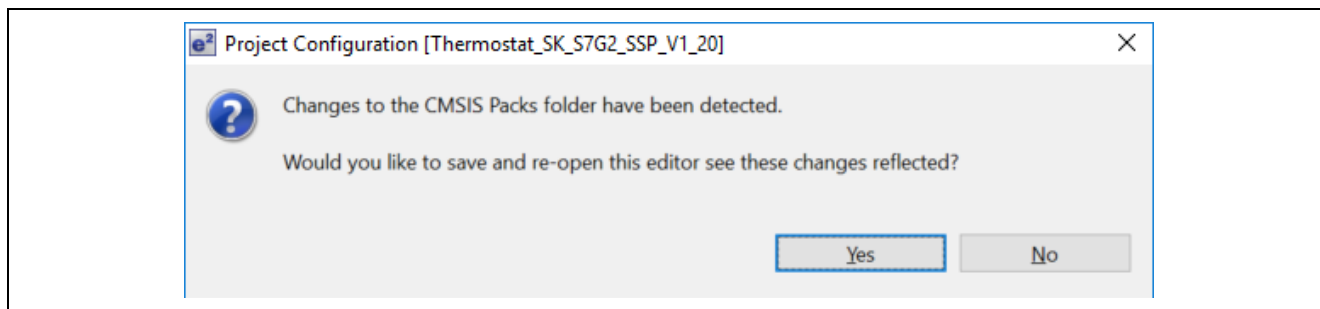 e² Project Configuration [Thermostat_SK_S7G2_SSP_V1_20]
?
Changes to the CMSIS Packs folder have been detected.
Would you like to save and re-open this editor see these changes reflected?
Yes No